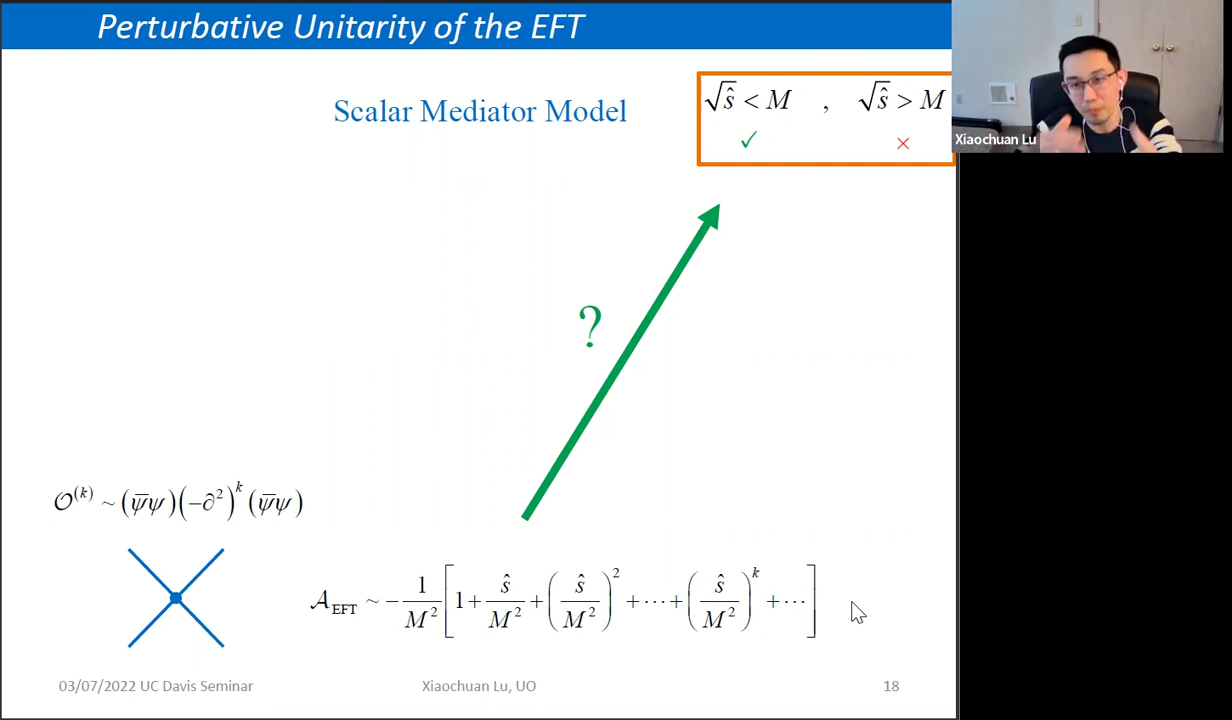 Perturbative Unitarity of the EFT
Scalar Mediator Model
√ŝ < M , √ŝ > M
✓ ×
Xiaochuan Lu
?
𝒪^(k) ~ (ψ̄ψ)(−∂²)^k (ψ̄ψ)
𝒜_EFT ~ −1/M² [1 + ŝ/M² + (ŝ/M²)² + ⋯ + (ŝ/M²)^k + ⋯]
03/07/2022 UC Davis Seminar
Xiaochuan Lu, UO
18